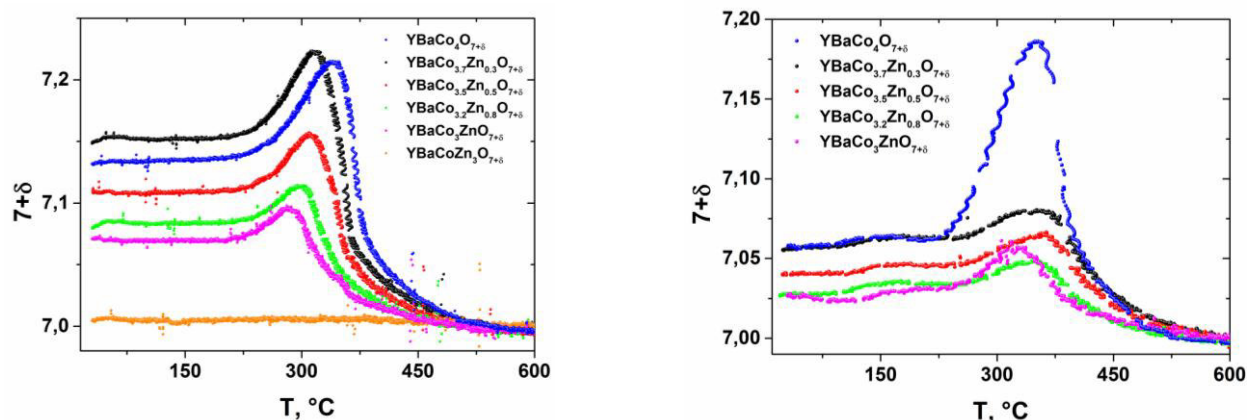 7+δ
7,2
7,1
7,0
150
300
450
600
T, °C
YBaCo₄O₇₊δ
YBaCo₃.₇Zn₀.₃O₇₊δ
YBaCo₃.₅Zn₀.₅O₇₊δ
YBaCo₃.₂Zn₀.₈O₇₊δ
YBaCo₃ZnO₇₊δ
YBaCoZn₃O₇₊δ
7+δ
7,20
7,15
7,10
7,05
7,00
150
300
450
600
T, °C
YBaCo₄O₇₊δ
YBaCo₃.₇Zn₀.₃O₇₊δ
YBaCo₃.₅Zn₀.₅O₇₊δ
YBaCo₃.₂Zn₀.₈O₇₊δ
YBaCo₃ZnO₇₊δ